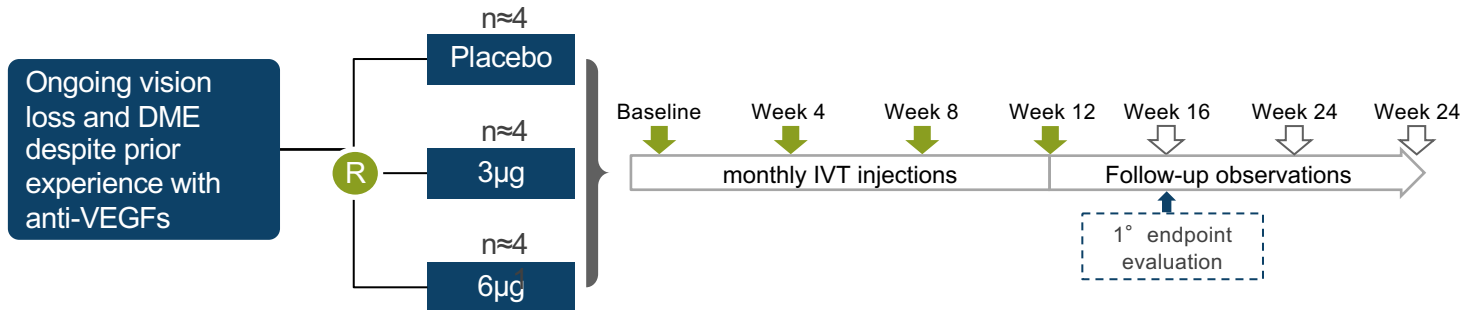 Ongoing vision
loss and DME
despite prior
experience with
anti-VEGFs
R
n≈4
Placebo
n≈4
3µg
n≈4
1
6µg
Baseline
Week 4
Week 8
Week 12
Week 16
Week 24
Week 24
monthly IVT injections
Follow-up observations
1° endpoint
evaluation